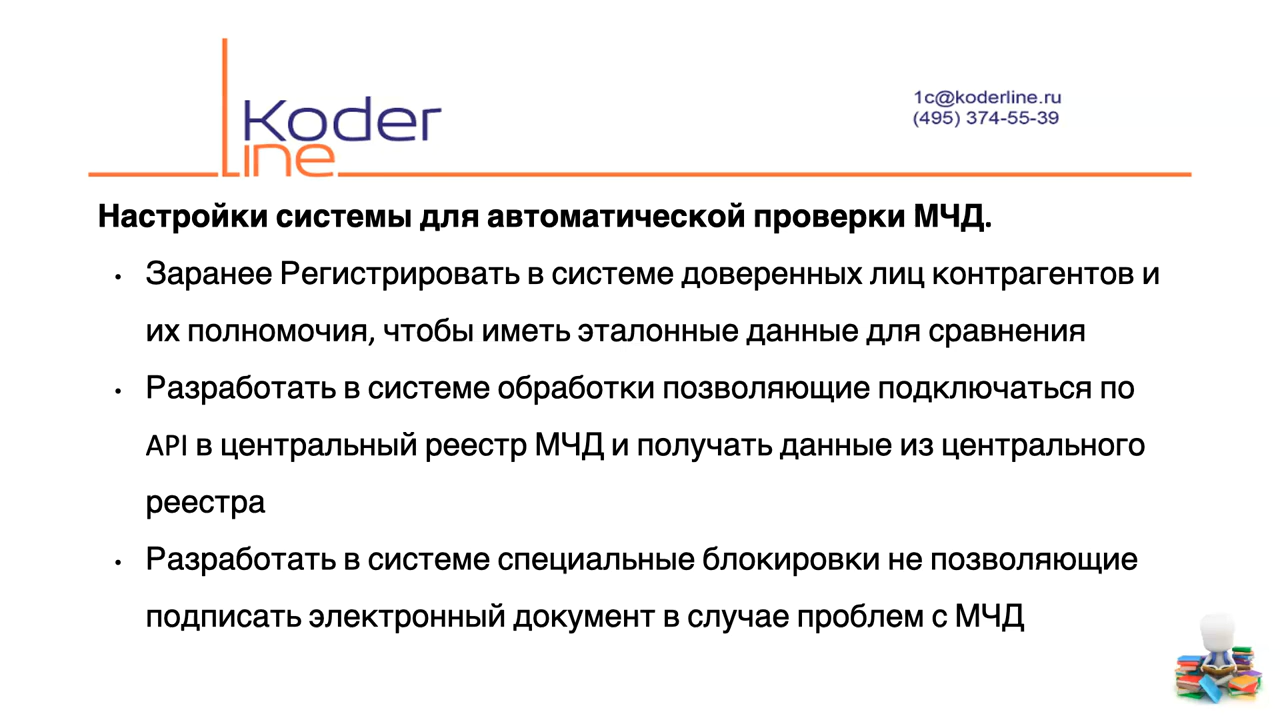 Koder
Line
1c@koderline.ru
(495) 374-55-39
Настройки системы для автоматической проверки МЧД.
• Заранее Регистрировать в системе доверенных лиц контрагентов и
их полномочия, чтобы иметь эталонные данные для сравнения
• Разработать в системе обработки позволяющие подключаться по
API в центральный реестр МЧД и получать данные из центрального
реестра
• Разработать в системе специальные блокировки не позволяющие
подписать электронный документ в случае проблем с МЧД